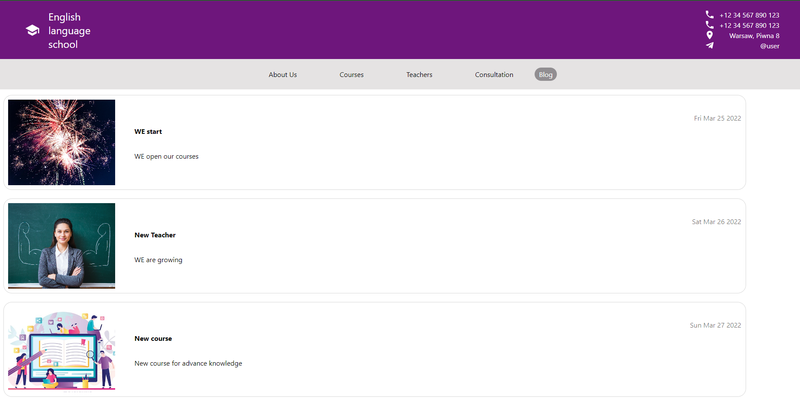 English
language
school
+12 34 567 890 123
+12 34 567 890 123
Warsaw, Piwna 8
@user
About Us Courses Teachers Consultation Blog
Fri Mar 25 2022
WE start
WE open our courses
Sat Mar 26 2022
New Teacher
WE are growing
Sun Mar 27 2022
New course
New course for advance knowledge